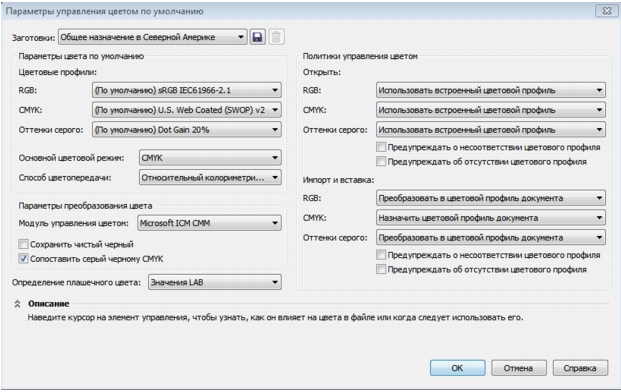 Параметры управления цветом по умолчанию
Заготовки: Общее назначение в Северной Америке
Параметры цвета по умолчанию
Цветовые профили:
RGB: (По умолчанию) sRGB IEC61966-2.1
CMYK: (По умолчанию) U.S. Web Coated (SWOP) v2
Оттенки серого: (По умолчанию) Dot Gain 20%
Основной цветовой режим: CMYK
Способ цветопередачи: Относительный колориметри...
Параметры преобразования цвета
Модуль управления цветом: Microsoft ICM CMM
Сохранить чистый черный
Сопоставить серый черному CMYK
Определение плашечного цвета: Значения LAB
Политики управления цветом
Открыть:
RGB: Использовать встроенный цветовой профиль
CMYK: Использовать встроенный цветовой профиль
Оттенки серого: Использовать встроенный цветовой профиль
Предупреждать о несоответствии цветового профиля
Предупреждать об отсутствии цветового профиля
Импорт и вставка:
RGB: Преобразовать в цветовой профиль документа
CMYK: Назначить цветовой профиль документа
Оттенки серого: Преобразовать в цветовой профиль документа
Предупреждать о несоответствии цветового профиля
Предупреждать об отсутствии цветового профиля
Описание
Наведите курсор на элемент управления, чтобы узнать, как он влияет на цвета в файле или когда следует использовать его.
OK Отмена Справка